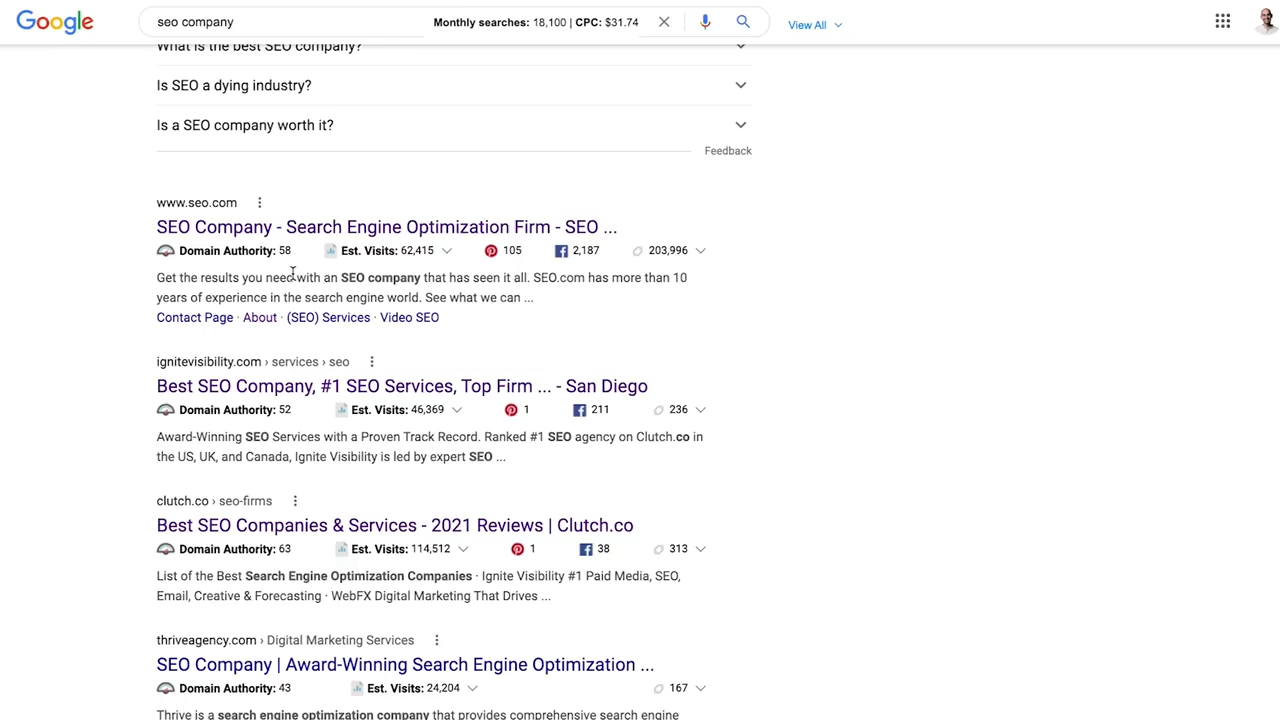 Google
seo company
Monthly searches: 18,100 | CPC: $31.74
View All
What is the best SEO company?
Is SEO a dying industry?
Is a SEO company worth it?
Feedback
www.seo.com
SEO Company - Search Engine Optimization Firm - SEO ...
Domain Authority: 58 Est. Visits: 62,415 105 2,187 203,996
Get the results you need with an SEO company that has seen it all. SEO.com has more than 10
years of experience in the search engine world. See what we can ...
Contact Page · About · (SEO) Services · Video SEO
ignitevisibility.com › services › seo
Best SEO Company, #1 SEO Services, Top Firm ... - San Diego
Domain Authority: 52 Est. Visits: 46,369 1 211 236
Award-Winning SEO Services with a Proven Track Record. Ranked #1 SEO agency on Clutch.co in
the US, UK, and Canada, Ignite Visibility is led by expert SEO ...
clutch.co › seo-firms
Best SEO Companies & Services - 2021 Reviews | Clutch.co
Domain Authority: 63 Est. Visits: 114,512 1 38 313
List of the Best Search Engine Optimization Companies · Ignite Visibility #1 Paid Media, SEO,
Email, Creative & Forecasting · WebFX Digital Marketing That Drives ...
thriveagency.com › Digital Marketing Services
SEO Company | Award-Winning Search Engine Optimization ...
Domain Authority: 43 Est. Visits: 24,204 167
Thrive is a search engine optimization company that provides comprehensive search engine